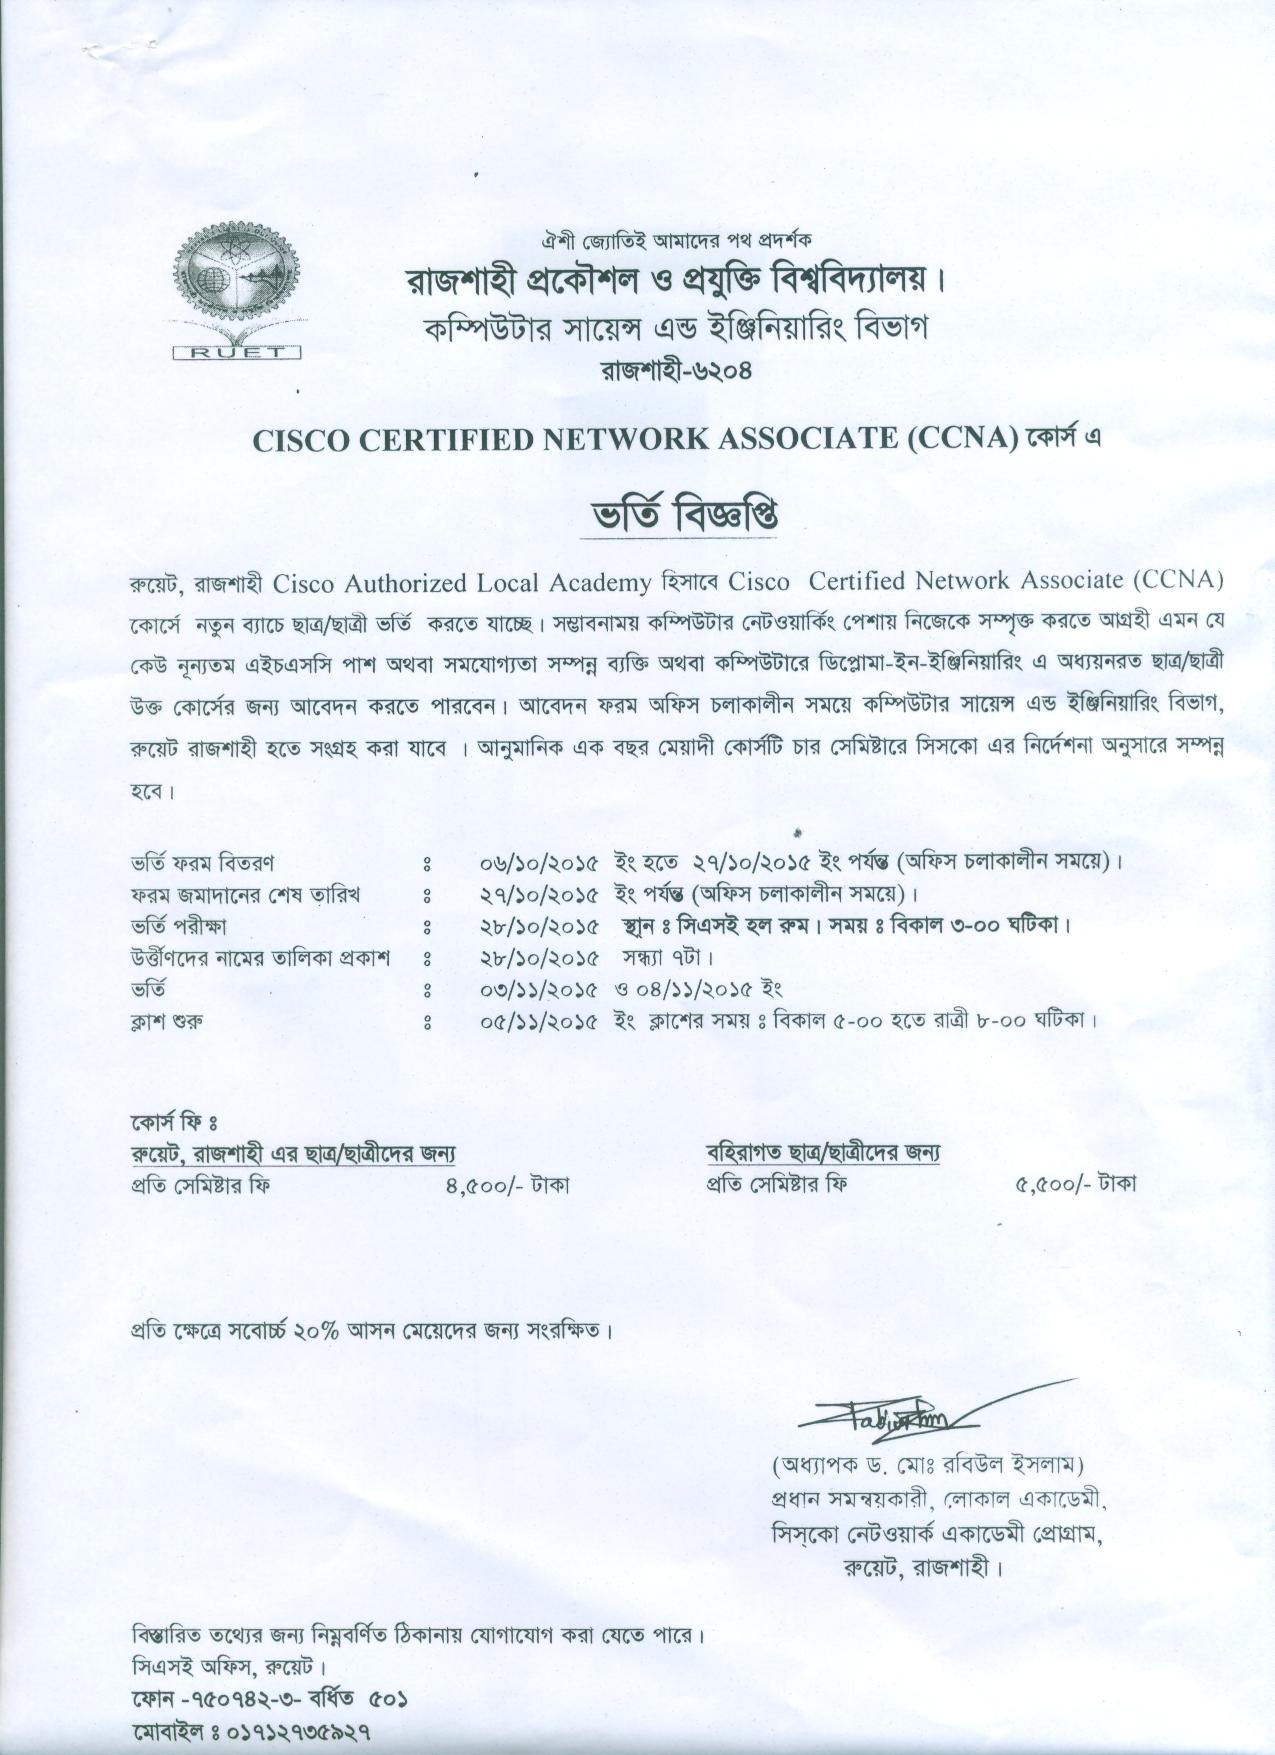 ঐশী জ্যোতিই আমাদের পথ প্রদর্শক
রাজশাহী প্রকৌশল ও প্রযুক্তি বিশ্ববিদ্যালয়।
কম্পিউটার সায়েন্স এন্ড ইঞ্জিনিয়ারিং বিভাগ
RUET
রাজশাহী-৬২০৪
CISCO CERTIFIED NETWORK ASSOCIATE (CCNA) কোর্স এ
ভর্তি বিজ্ঞপ্তি
রুয়েট, রাজশাহী Cisco Authorized Local Academy হিসাবে Cisco Certified Network Associate (CCNA)
কোর্সে নতুন ব্যাচে ছাত্র/ছাত্রী ভর্তি করতে যাচ্ছে। সম্ভাবনাময় কম্পিউটার নেটওয়ার্কিং পেশায় নিজেকে সম্পৃক্ত করতে আগ্রহী এমন যে
কেউ নূন্যতম এইচএসসি পাশ অথবা সমযোগ্যতা সম্পন্ন ব্যক্তি অথবা কম্পিউটারে ডিপ্লোমা-ইন-ইঞ্জিনিয়ারিং এ অধ্যয়নরত ছাত্র/ছাত্রী
উক্ত কোর্সের জন্য আবেদন করতে পারবেন। আবেদন ফরম অফিস চলাকালীন সময়ে কম্পিউটার সায়েন্স এন্ড ইঞ্জিনিয়ারিং বিভাগ,
রুয়েট রাজশাহী হতে সংগ্রহ করা যাবে । আনুমানিক এক বছর মেয়াদী কোর্সটি চার সেমিষ্টারে সিসকো এর নির্দেশনা অনুসারে সম্পন্ন
হবে।
ভর্তি ফরম বিতরণ ঃ ০৬/১০/২০১৫ ইং হতে ২৭/১০/২০১৫ ইং পর্যন্ত (অফিস চলাকালীন সময়ে)।
ফরম জমাদানের শেষ তারিখ ঃ ২৭/১০/২০১৫ ইং পর্যন্ত (অফিস চলাকালীন সময়ে)।
ভর্তি পরীক্ষা ঃ ২৮/১০/২০১৫ স্থান ঃ সিএসই হল রুম। সময় ঃ বিকাল ৩-০০ ঘটিকা।
উর্ত্তীণদের নামের তালিকা প্রকাশ ঃ ২৮/১০/২০১৫ সন্ধ্যা ৭টা।
ভর্তি ঃ ০৩/১১/২০১৫ ও ০৪/১১/২০১৫ ইং
ক্লাশ শুরু ঃ ০৫/১১/২০১৫ ইং ক্লাশের সময় ঃ বিকাল ৫-০০ হতে রাত্রী ৮-০০ ঘটিকা।
কোর্স ফি ঃ
রুয়েট, রাজশাহী এর ছাত্র/ছাত্রীদের জন্য বহিরাগত ছাত্র/ছাত্রীদের জন্য
প্রতি সেমিষ্টার ফি ৪,৫০০/- টাকা প্রতি সেমিষ্টার ফি ৫,৫০০/- টাকা
প্রতি ক্ষেত্রে সবোর্চ্চ ২০% আসন মেয়েদের জন্য সংরক্ষিত।
(অধ্যাপক ড. মোঃ রবিউল ইসলাম)
প্রধান সমন্বয়কারী, লোকাল একাডেমী,
সিস্কো নেটওয়ার্ক একাডেমী প্রোগ্রাম,
রুয়েট, রাজশাহী।
বিস্তারিত তথ্যের জন্য নিম্নবর্ণিত ঠিকানায় যোগাযোগ করা যেতে পারে।
সিএসই অফিস, রুয়েট।
ফোন -৭৫০৭৪২-৩- বর্ধিত ৫০১
মোবাইল ঃ ০১৭১২৭৩৫৯২৭